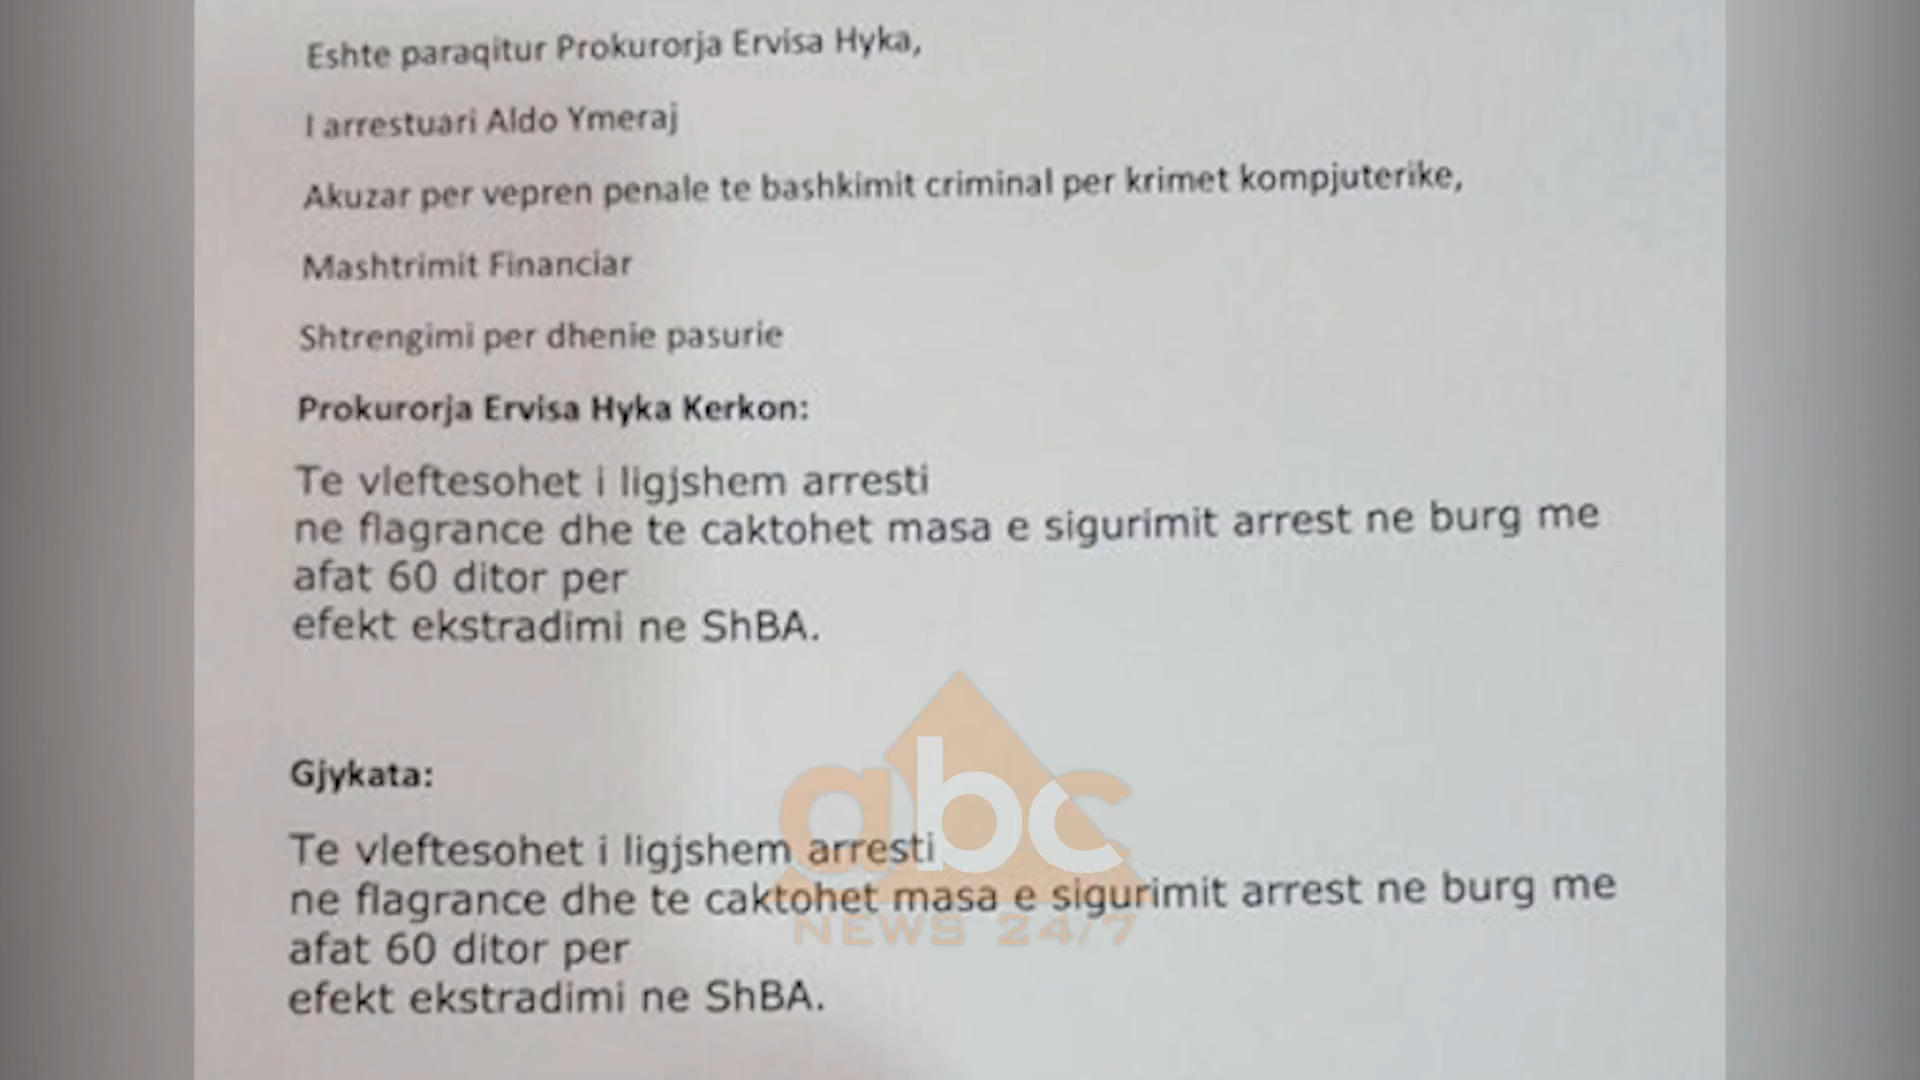 Eshte paraqitur Prokurorja Ervisa Hyka,
I arrestuari Aldo Ymeraj
Akuzar per vepren penale te bashkimit criminal per krimet kompjuterike,
Mashtrimit Financiar
Shtrengimi per dhenie pasurie
Prokurorja Ervisa Hyka Kerkon:
Te vleftesohet i ligjshem arresti
ne flagrance dhe te caktohet masa e sigurimit arrest ne burg me
afat 60 ditor per
efekt ekstradimi ne ShBA.
Gjykata:
Te vleftesohet i ligjshem arresti
ne flagrance dhe te caktohet masa e sigurimit arrest ne burg me
afat 60 ditor per
efekt ekstradimi ne ShBA.
abc
NEWS 24/7